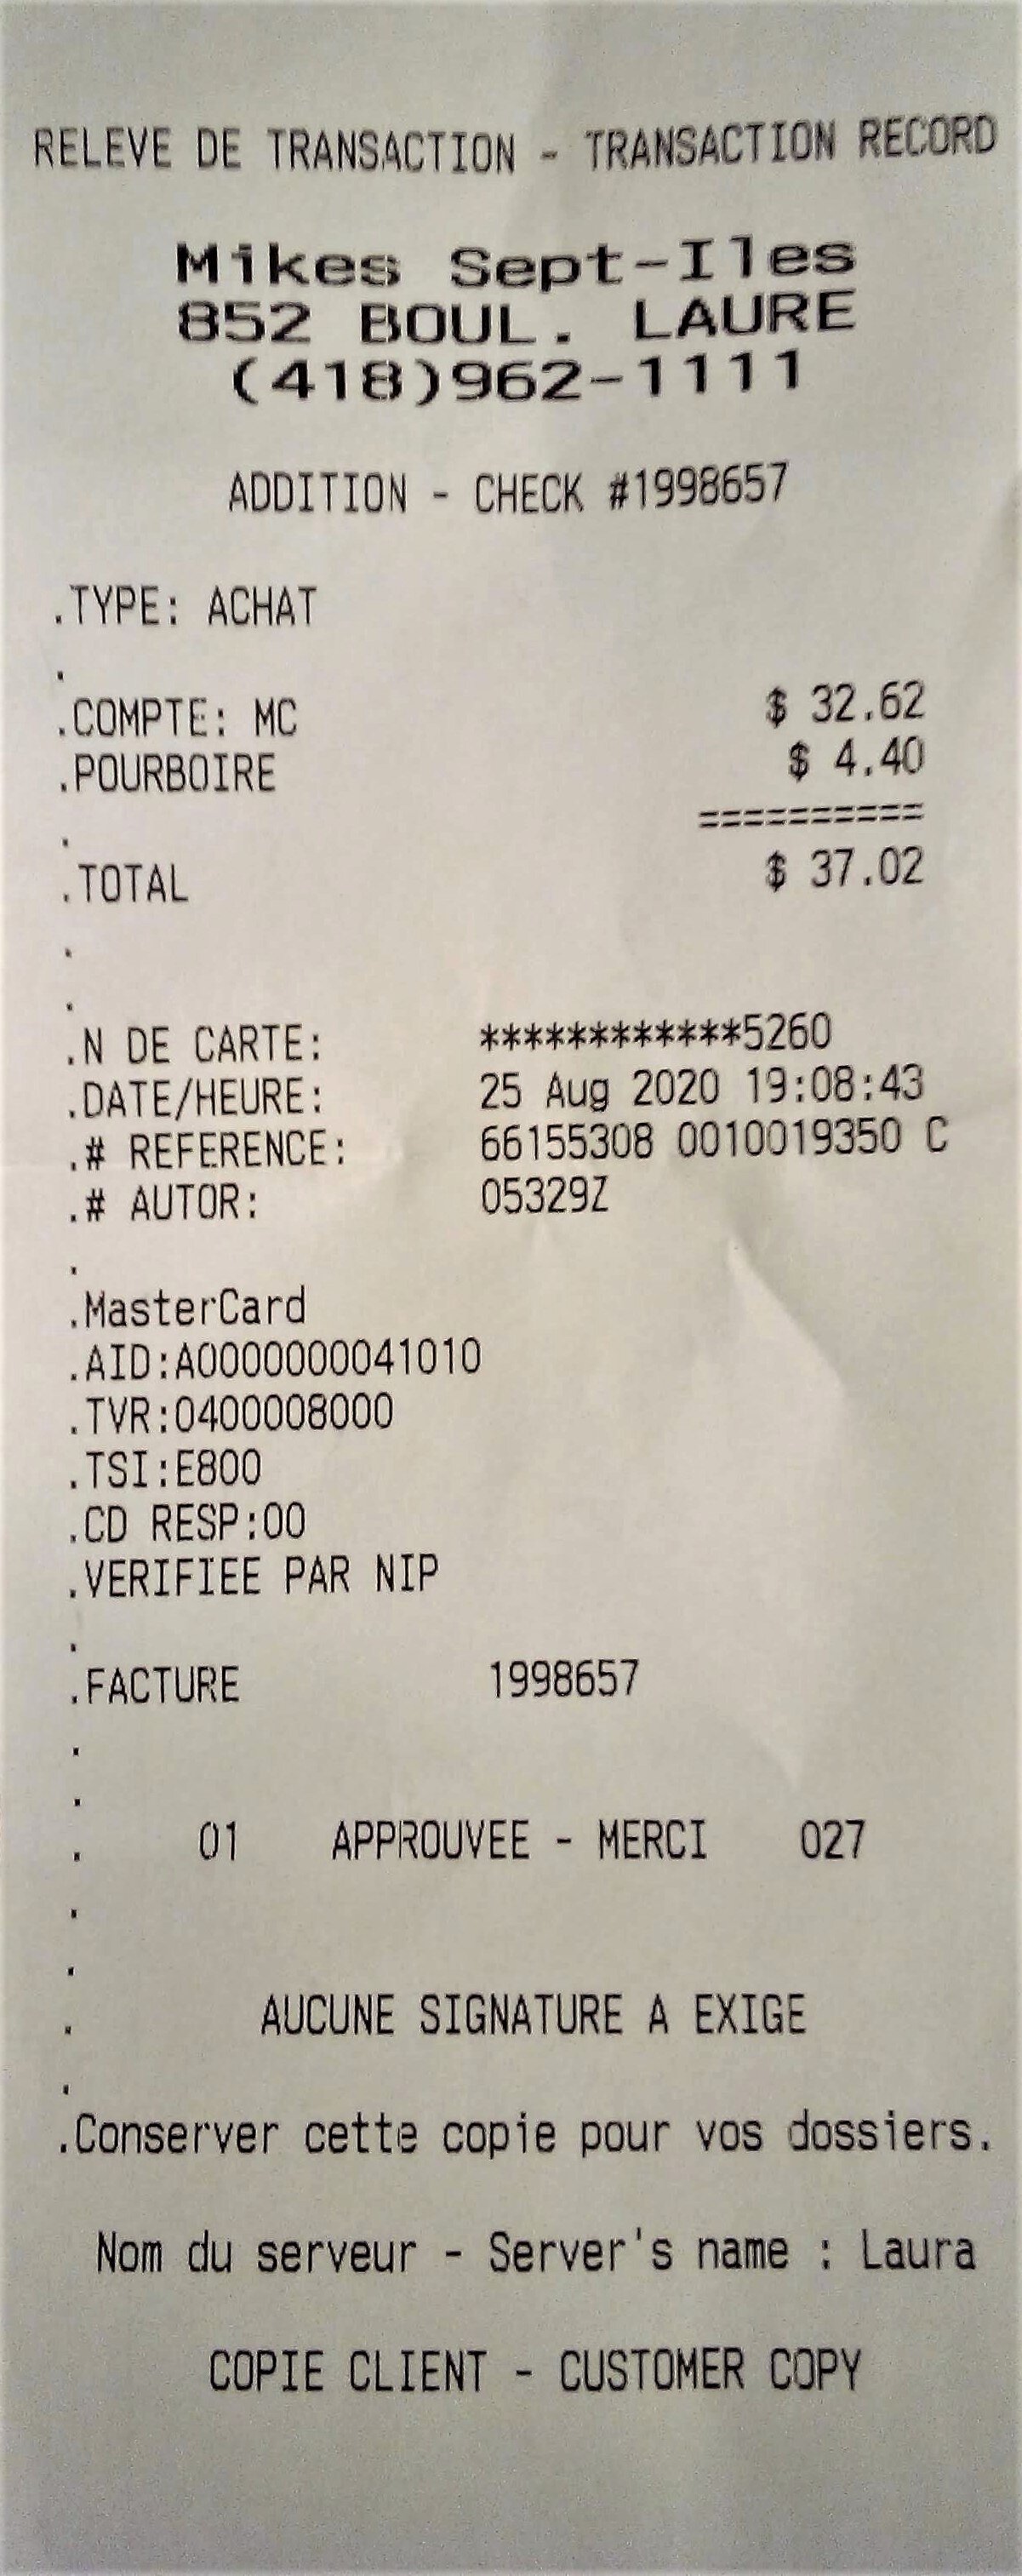 RELEVE DE TRANSACTION - TRANSACTION RECORD
Mikes Sept-Iles
852 BOUL. LAURE
(418)962-1111
ADDITION - CHECK #1998657
.TYPE: ACHAT
.
.COMPTE: MC $ 32.62
.POURBOIRE $ 4.40
==========
.
.TOTAL $ 37.02
.
.
.N DE CARTE: ************5260
.DATE/HEURE: 25 Aug 2020 19:08:43
.# REFERENCE: 66155308 0010019350 C
.# AUTOR: 05329Z
.
.MasterCard
.AID:A0000000041010
.TVR:0400008000
.TSI:E800
.CD RESP:00
.VERIFIEE PAR NIP
.
.FACTURE 1998657
.
.
. 01 APPROUVEE - MERCI 027
.
.
. AUCUNE SIGNATURE A EXIGE
.
.Conserver cette copie pour vos dossiers.
Nom du serveur - Server's name : Laura
COPIE CLIENT - CUSTOMER COPY